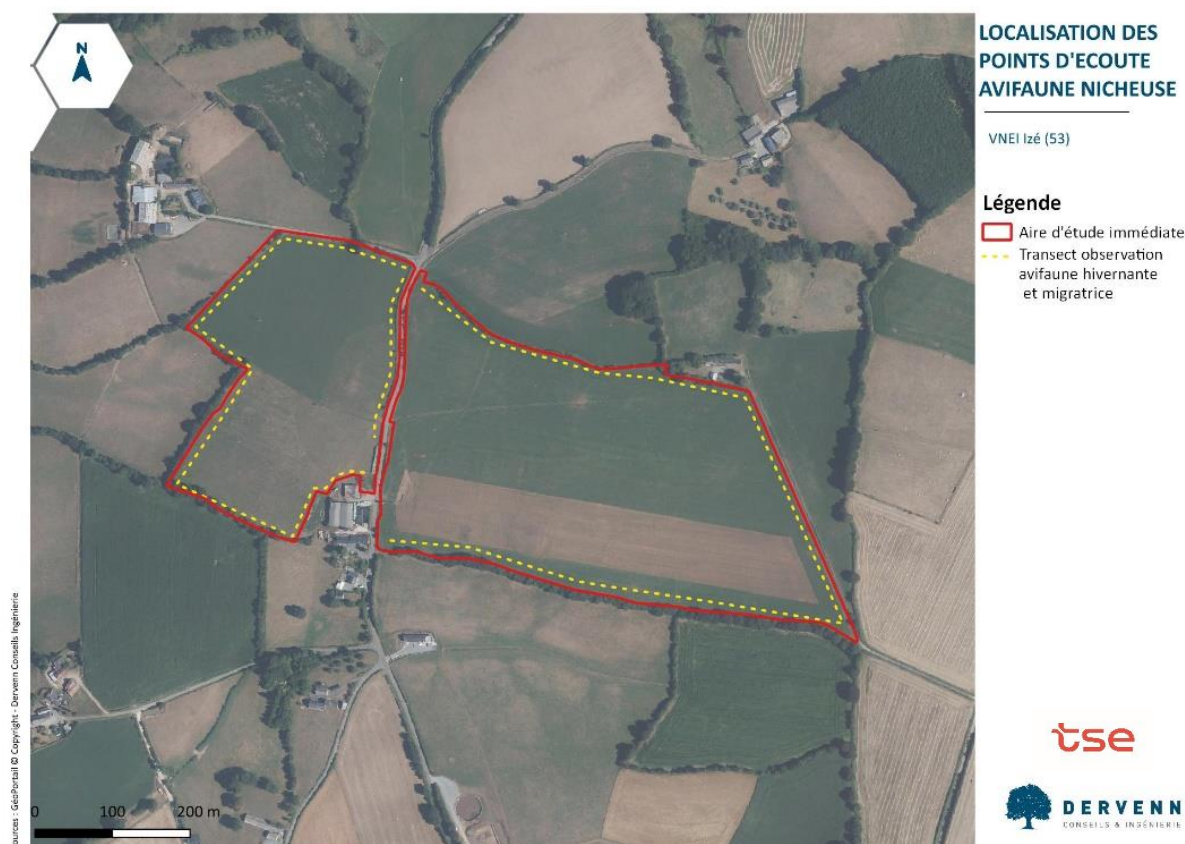 N
LOCALISATION DES
POINTS D'ECOUTE
AVIFAUNE NICHEUSE
VNEI Izé (53)
Légende
Aire d'étude immédiate
Transect observation
avifaune hivernante
et migratrice
0 100 200 m
ources : GéoPortail © Copyright - Dervenn Conseils Ingénierie
tse
DERVENN
CONSEILS & INGÉNIERIE